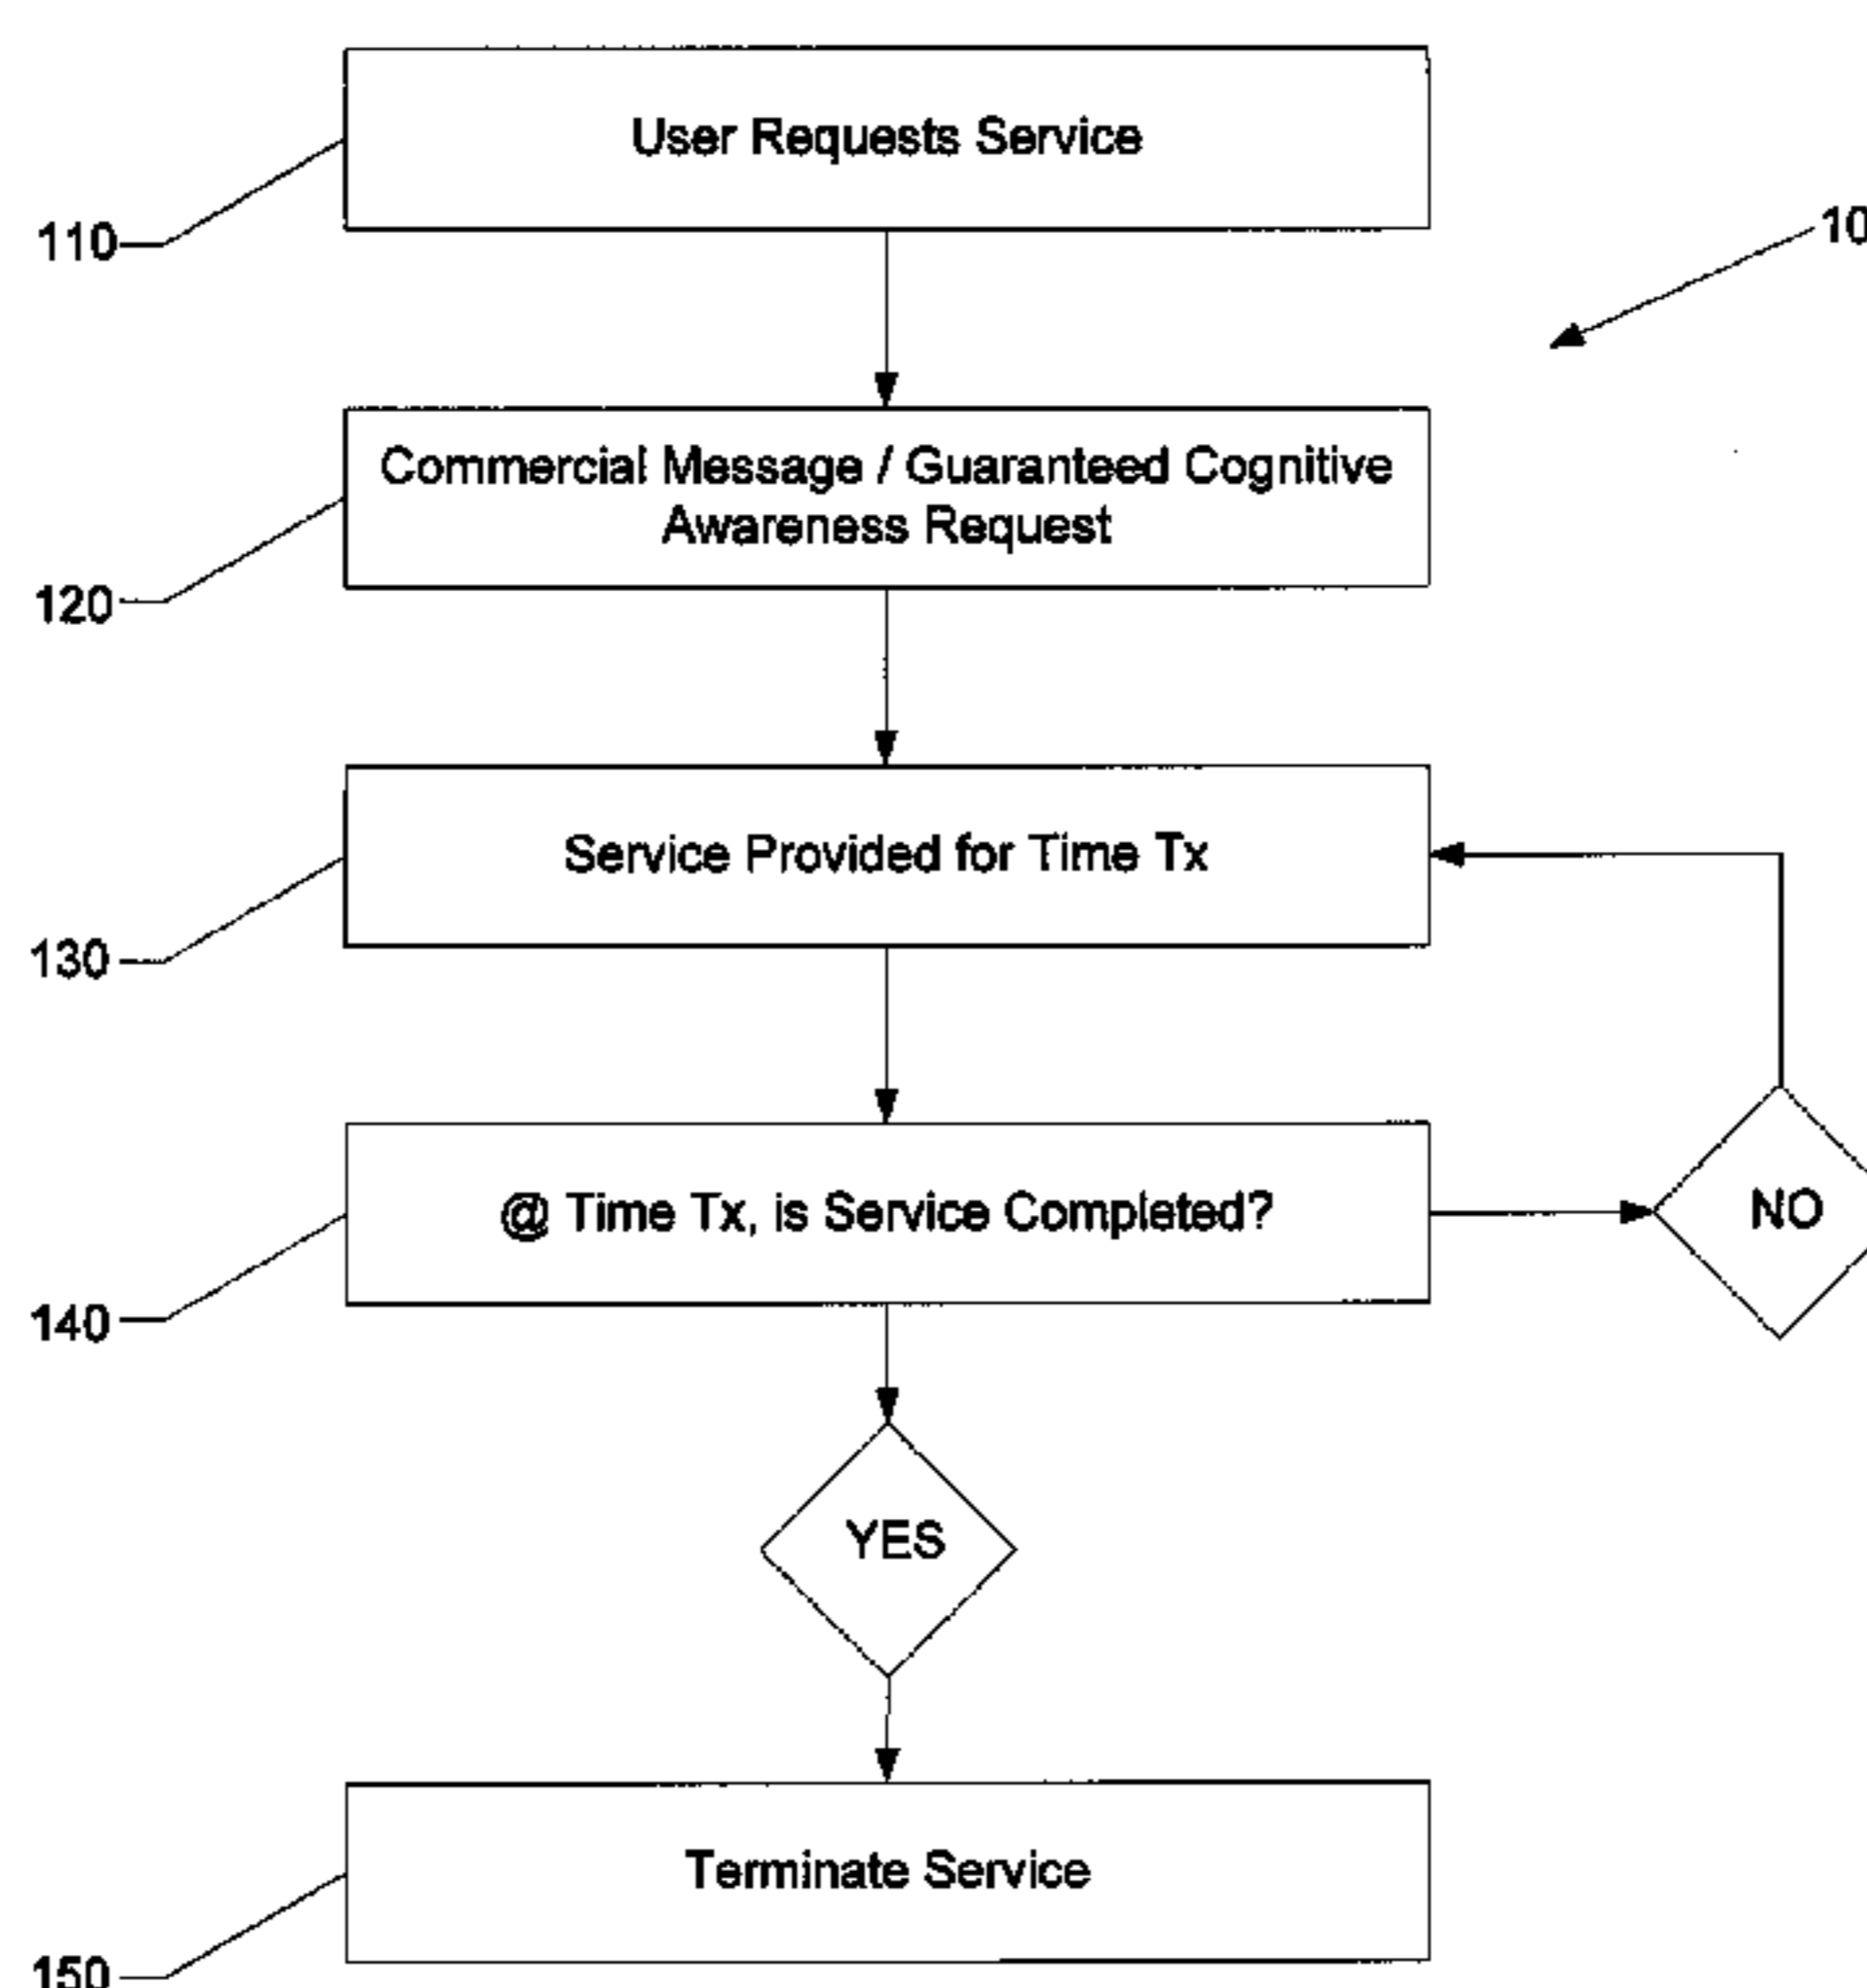 User Requests Service
110
10
Commercial Message / Guaranteed Cognitive
Awareness Request
120
Service Provided for Time Tx
130
@ Time Tx, is Service Completed?
NO
140
YES
Terminate Service
150